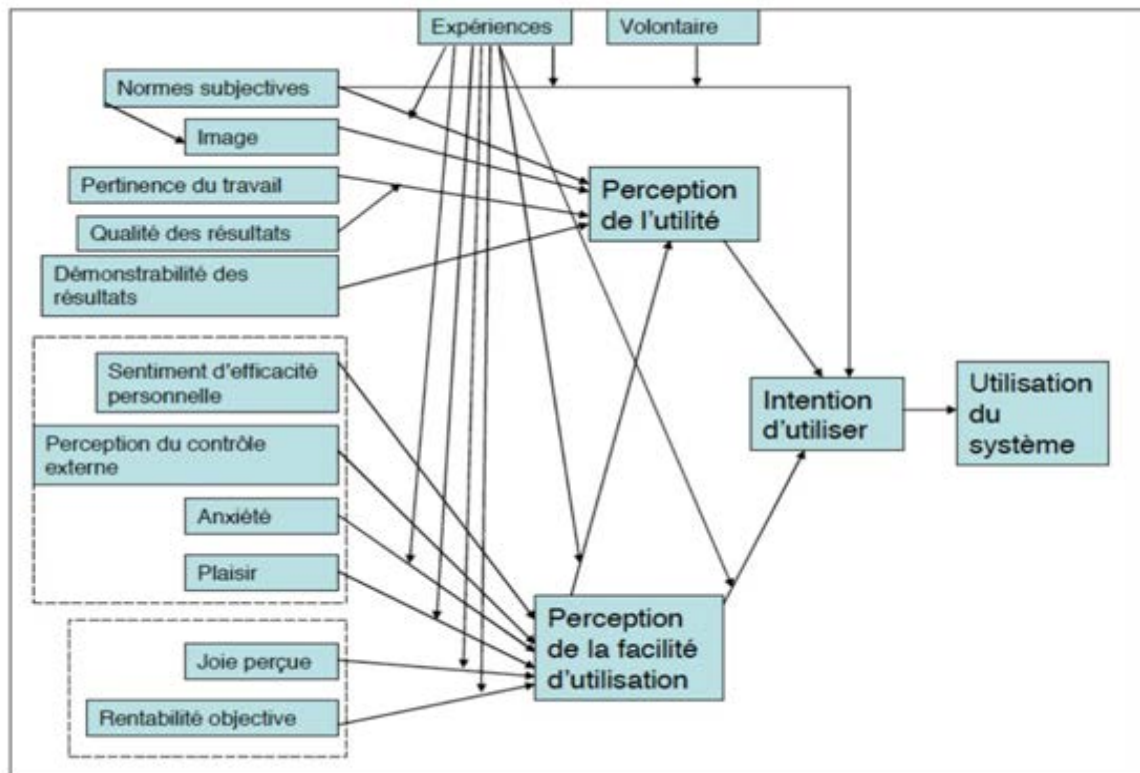 Expériences
Volontaire
Normes subjectives
Image
Pertinence du travail
Qualité des résultats
Démonstrabilité des
résultats
Perception
de l'utilité
Sentiment d'efficacité
personnelle
Perception du contrôle
externe
Anxiété
Plaisir
Intention
d'utiliser
Utilisation
du
système
Joie perçue
Rentabilité objective
Perception
de la facilité
d'utilisation